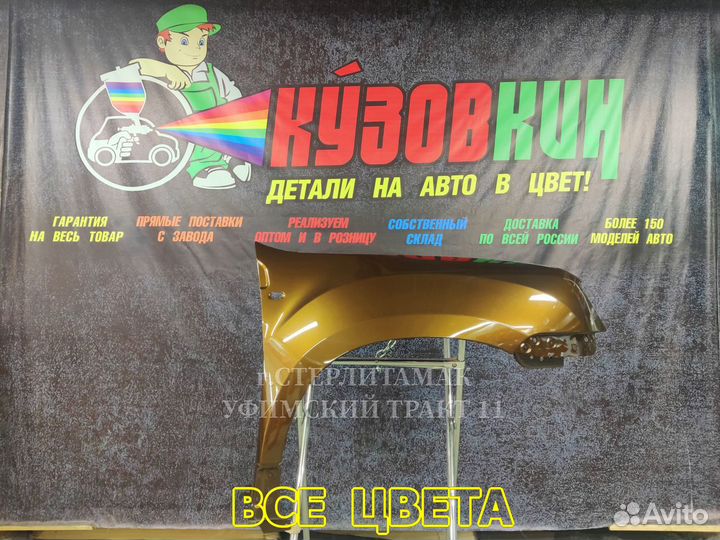 КУЗОВКИН
ДЕТАЛИ НА АВТО В ЦВЕТ!
ГАРАНТИЯ
НА ВЕСЬ ТОВАР
ПРЯМЫЕ ПОСТАВКИ
С ЗАВОДА
РЕАЛИЗУЕМ
ОПТОМ И В РОЗНИЦУ
СОБСТВЕННЫЙ
СКЛАД
ДОСТАВКА
ПО ВСЕЙ РОССИИ
БОЛЕЕ 150
МОДЕЛЕЙ АВТО
г.СТЕРЛИТАМАК
УФИМСКИЙ ТРАКТ 11
ВСЕ ЦВЕТА
Avito